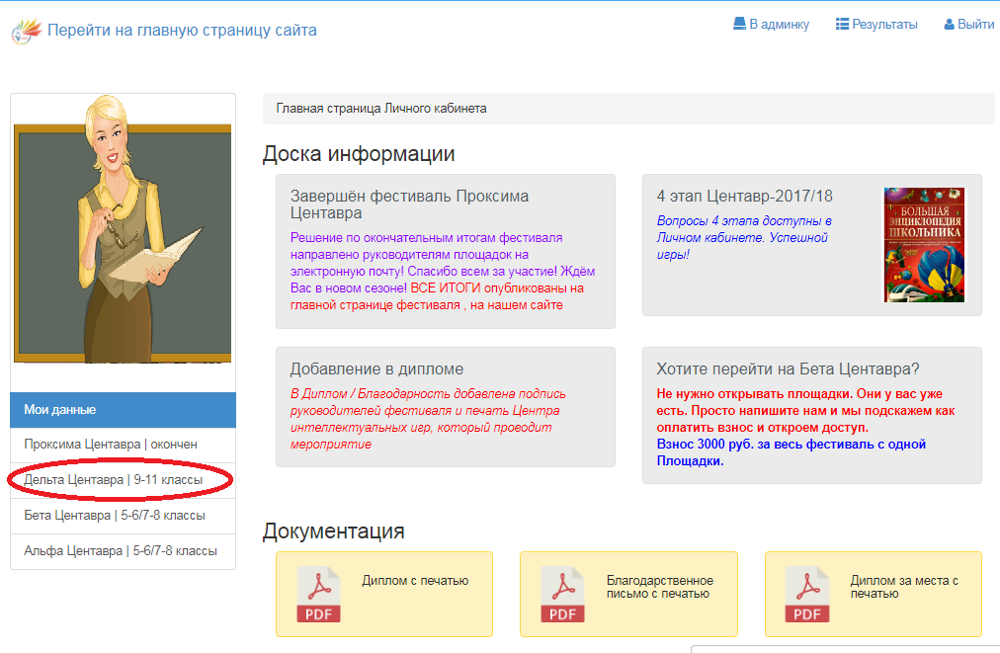 Перейти на главную страницу сайта
В админку
Результаты
Выйти
Мои данные
Проксима Центавра | окончен
Дельта Центавра | 9-11 классы
Бета Центавра | 5-6/7-8 классы
Альфа Центавра | 5-6/7-8 классы
Главная страница Личного кабинета
Доска информации
Завершён фестиваль Проксима
Центавра
Решение по окончательным итогам фестиваля
направлено руководителям площадок на
электронную почту! Спасибо всем за участие! Ждём
Вас в новом сезоне! ВСЕ ИТОГИ опубликованы на
главной странице фестиваля , на нашем сайте
4 этап Центавр-2017/18
Вопросы 4 этапа доступны в
Личном кабинете. Успешной
игры!
БОЛЬШАЯ
ЭНЦИКЛОПЕДИЯ
ШКОЛЬНИКА
Добавление в дипломе
В Диплом / Благодарность добавлена подпись
руководителей фестиваля и печать Центра
интеллектуальных игр, который проводит
мероприятие
Хотите перейти на Бета Центавра?
Не нужно открывать площадки. Они у вас уже
есть. Просто напишите нам и мы подскажем как
оплатить взнос и откроем доступ.
Взнос 3000 руб. за весь фестиваль с одной
Площадки.
Документация
PDF
Диплом с печатью
PDF
Благодарственное
письмо с печатью
PDF
Диплом за места с
печатью